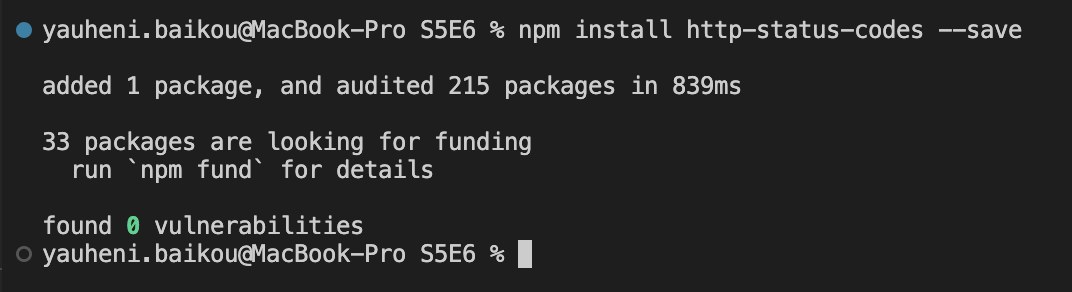 yauheni.baikou@MacBook-Pro S5E6 % npm install http-status-codes --save
added 1 package, and audited 215 packages in 839ms
33 packages are looking for funding
run `npm fund` for details
found 0 vulnerabilities
yauheni.baikou@MacBook-Pro S5E6 %